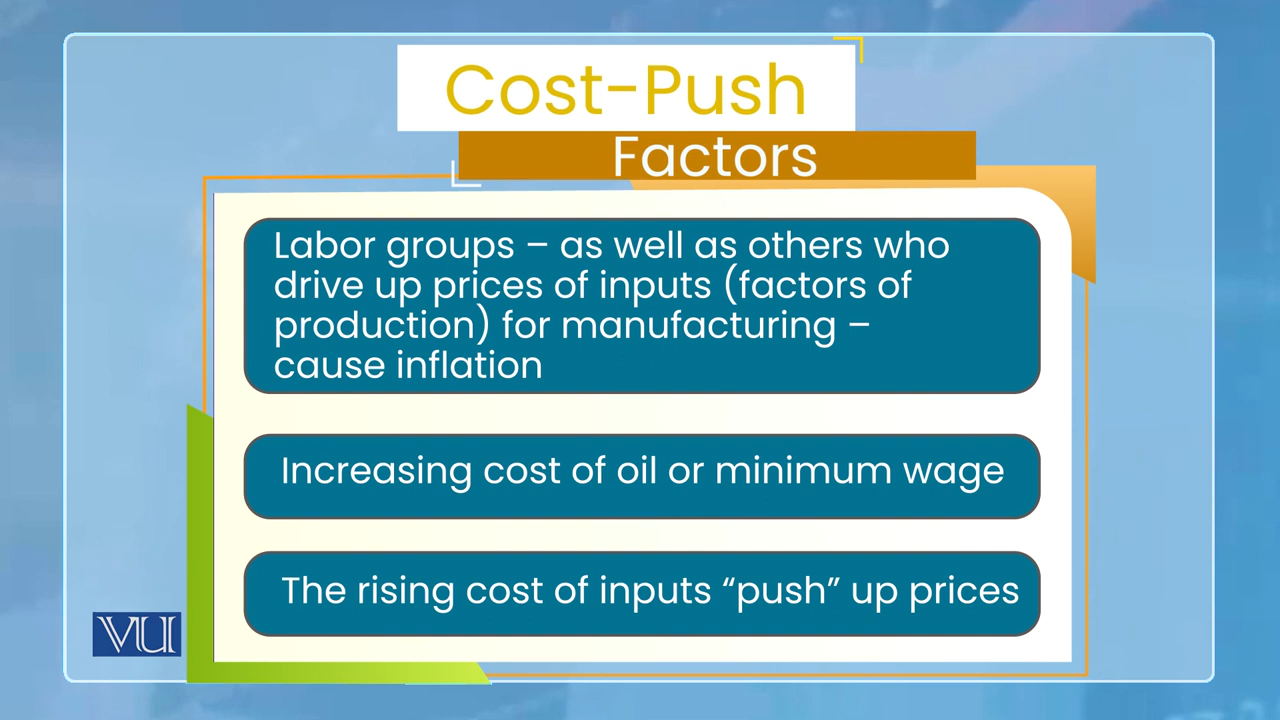 Cost-Push
Factors
Labor groups – as well as others who
drive up prices of inputs (factors of
production) for manufacturing –
cause inflation
Increasing cost of oil or minimum wage
The rising cost of inputs “push” up prices
VU